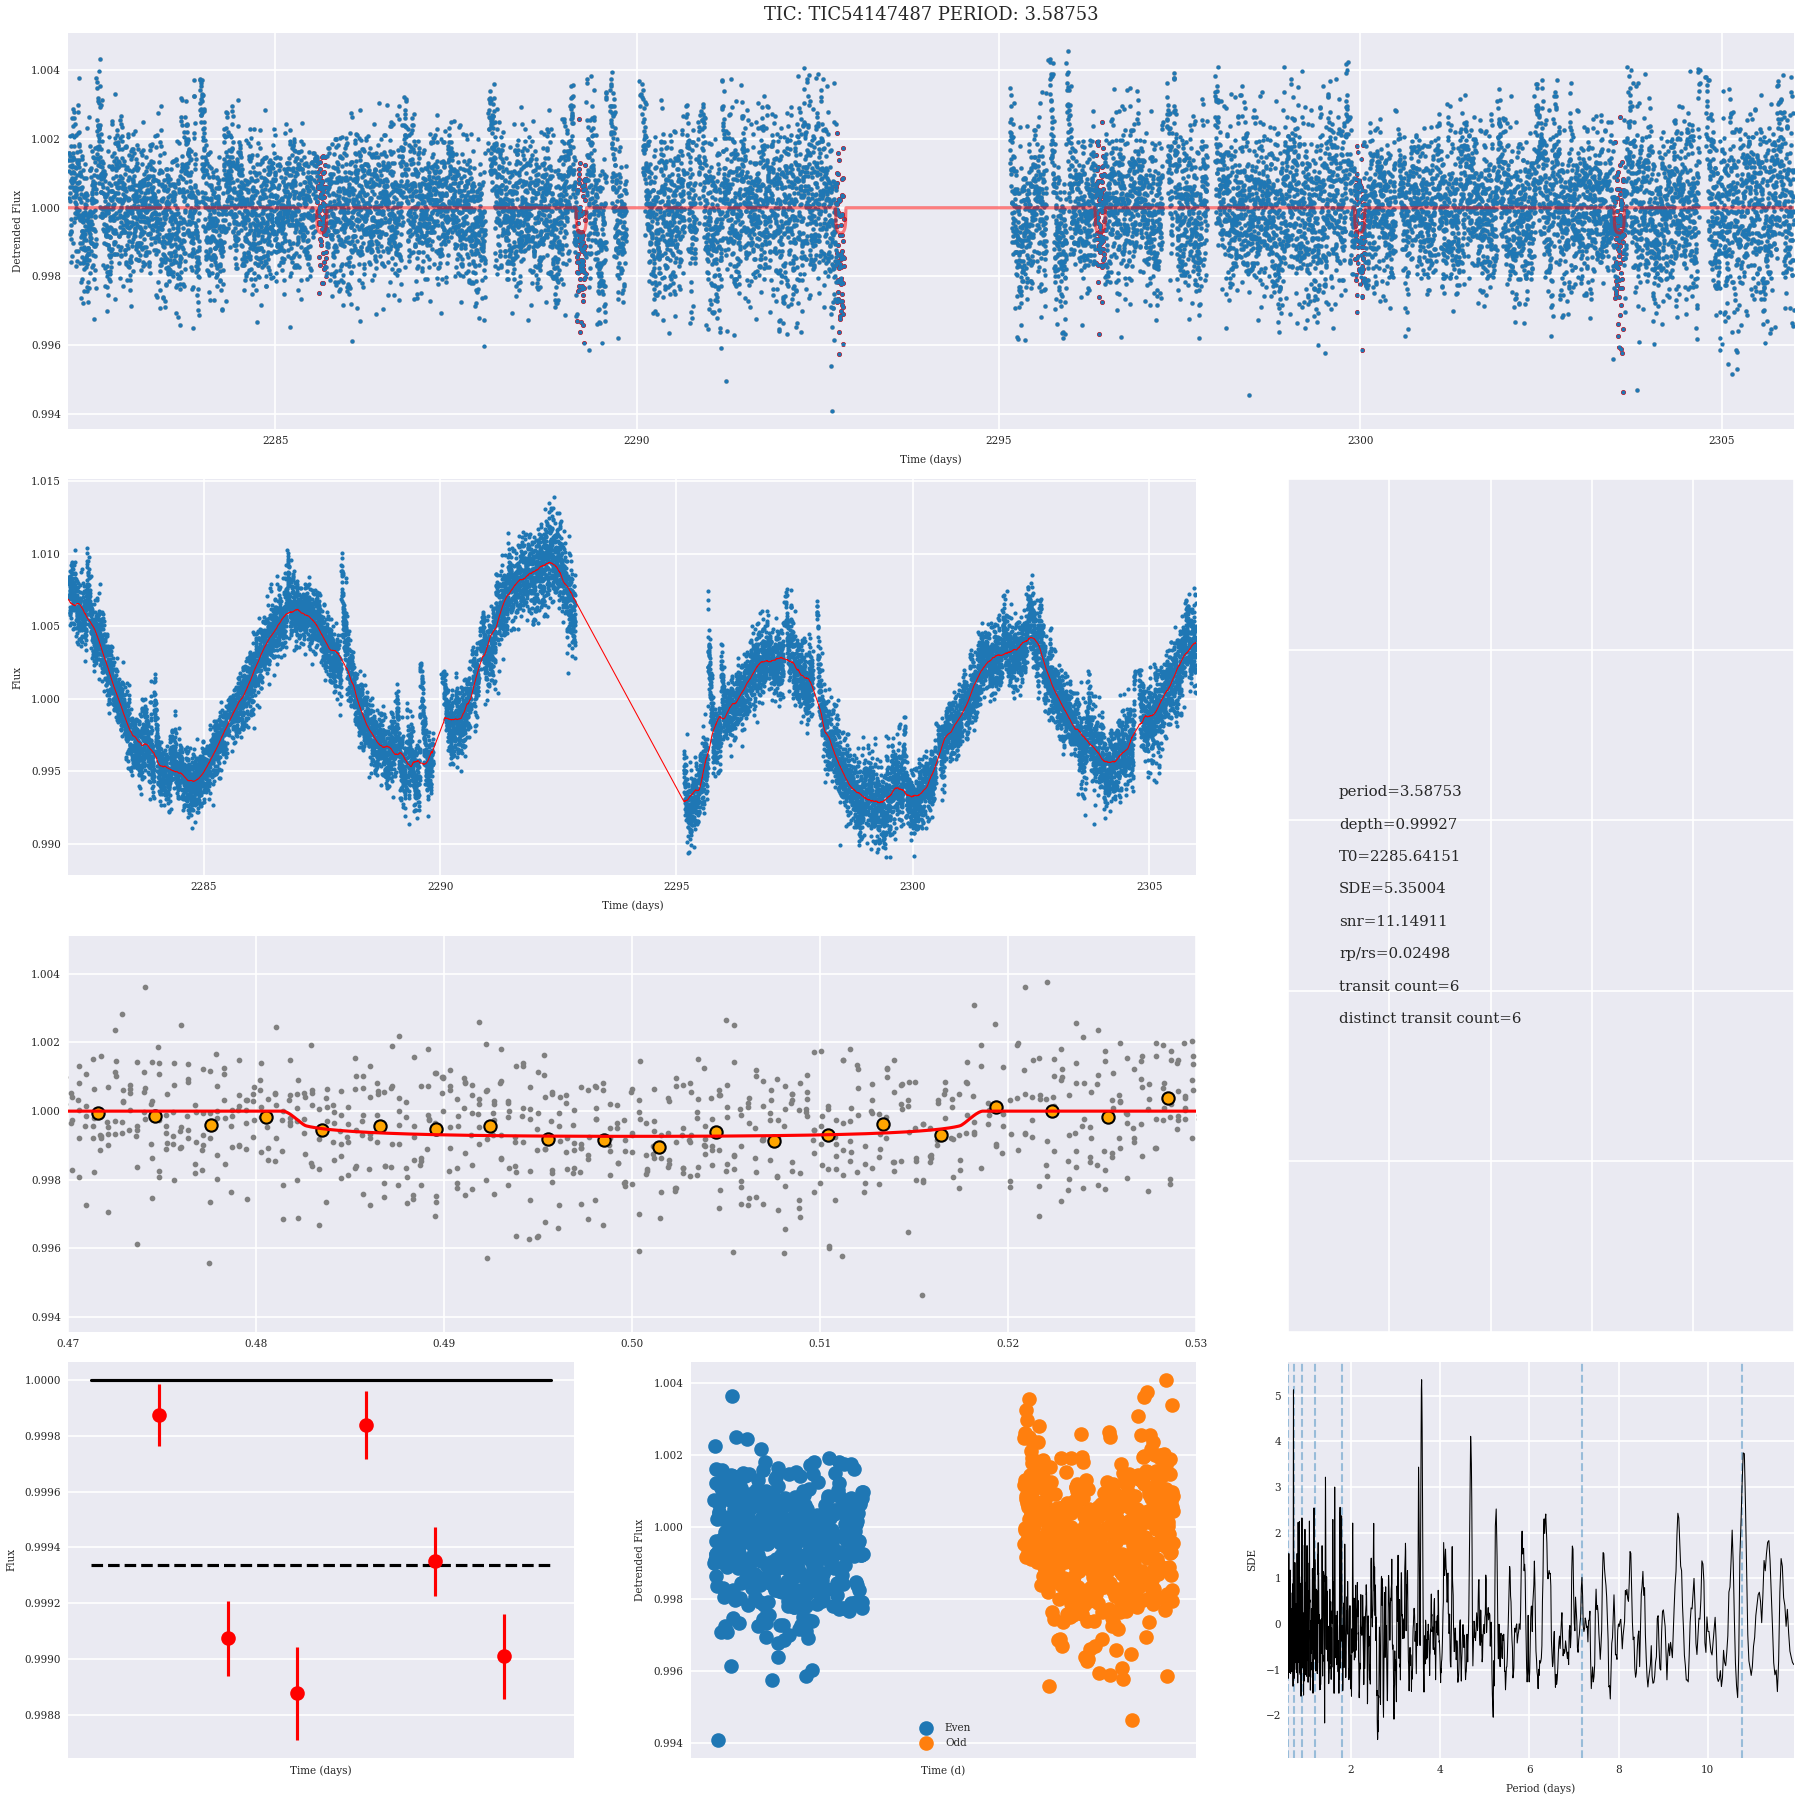 TIC: TIC54147487 PERIOD: 3.58753
Detrended Flux
1.004
1.002
1.000
0.998
0.996
0.994
2285
2290
2295
2300
2305
Time (days)
Flux
1.015
1.010
1.005
1.000
0.995
0.990
2285
2290
2295
2300
2305
Time (days)
period=3.58753
depth=0.99927
T0=2285.64151
SDE=5.35004
snr=11.14911
rp/rs=0.02498
transit count=6
distinct transit count=6
1.004
1.002
1.000
0.998
0.996
0.994
0.47
0.48
0.49
0.50
0.51
0.52
0.53
Flux
1.0000
0.9998
0.9996
0.9994
0.9992
0.9990
0.9988
Time (days)
Detrended Flux
1.004
1.002
1.000
0.998
0.996
0.994
Even
Odd
Time (d)
SDE
5
4
3
2
1
0
−1
−2
2
4
6
8
10
Period (days)